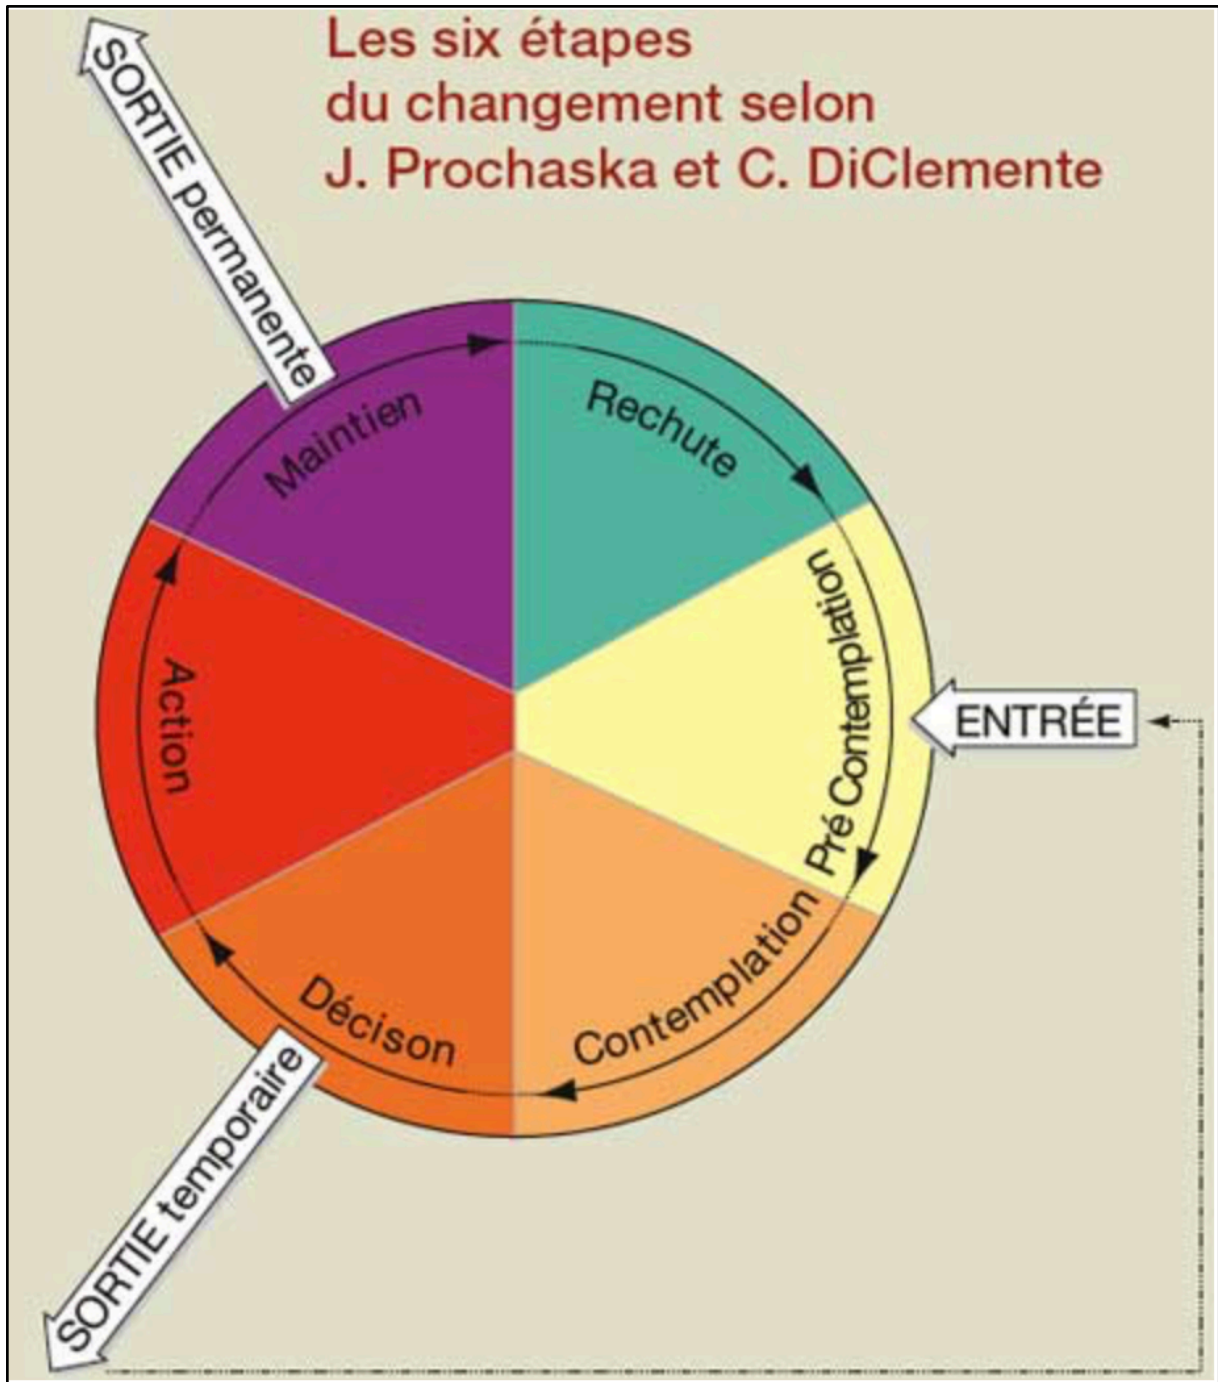 Les six étapes
du changement selon
J. Prochaska et C. DiClemente
SORTIE permanente
Maintien
Rechute
Pré Contemplation
ENTRÉE
Action
Contemplation
Décison
SORTIE temporaire